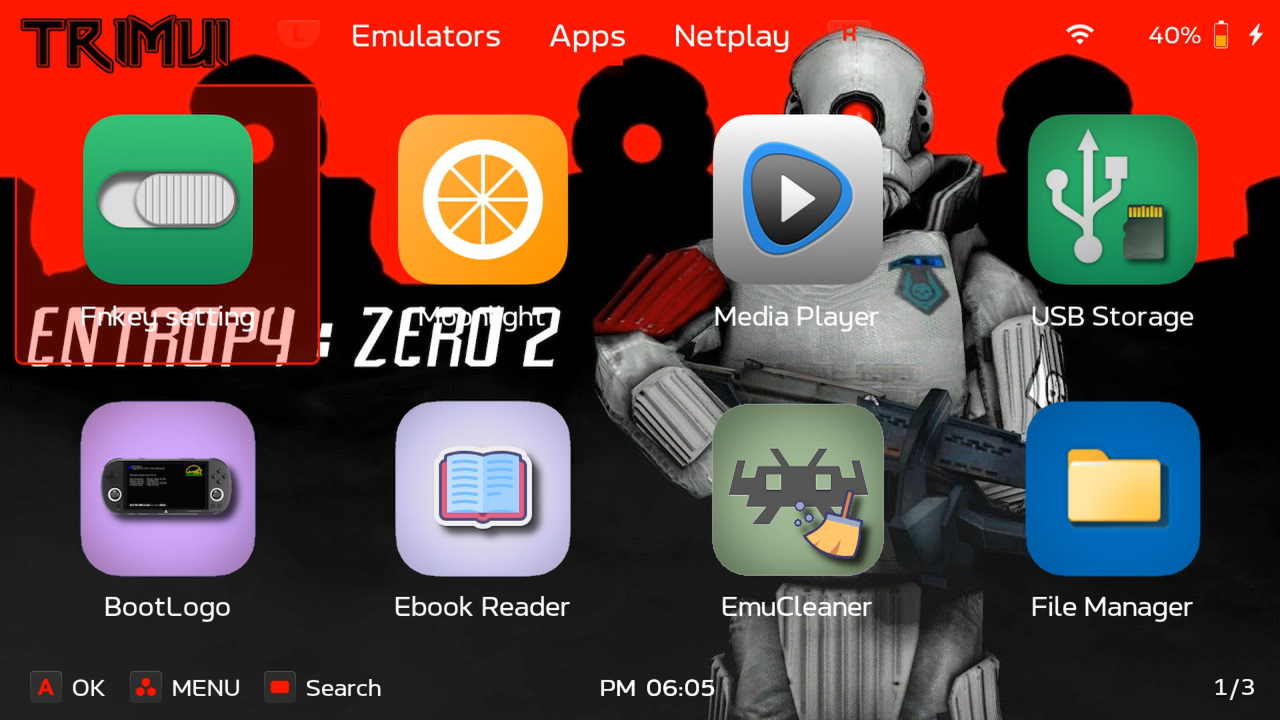 TRIMUI
L Emulators Apps Netplay R
40%
Fnkey setting Moonlight Media Player USB Storage
ENTROPY : ZERO 2
BootLogo Ebook Reader EmuCleaner File Manager
A OK MENU Search PM 06:05 1/3